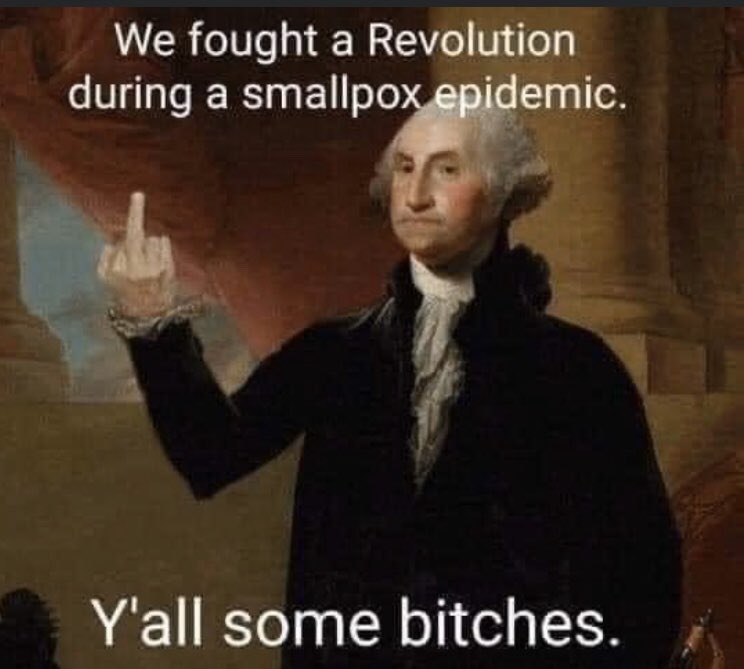 We fought a Revolution
during a smallpox epidemic.
Y'all some bitches.